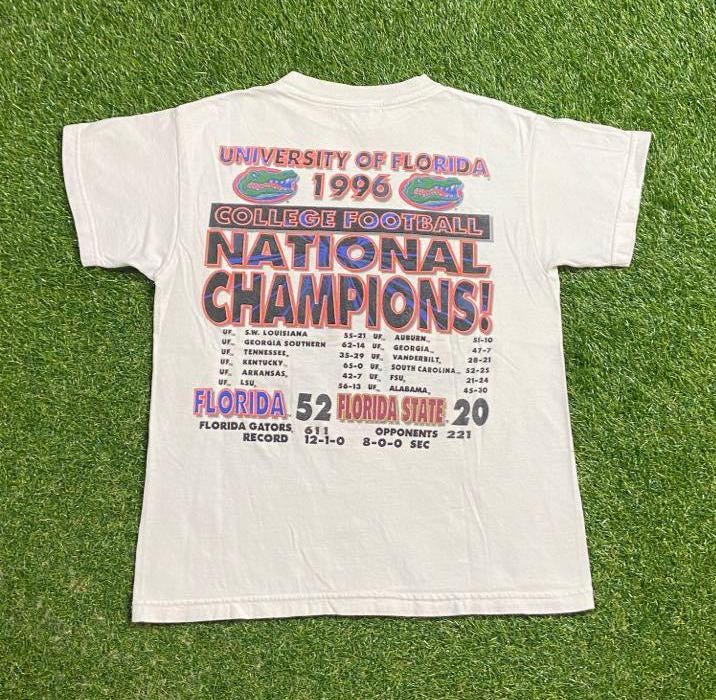 UNIVERSITY OF FLORIDA
1996
COLLEGE FOOTBALL
NATIONAL
CHAMPIONS!
UF S.W. LOUISIANA 55-21 UF AUBURN 51-10
UF GEORGIA SOUTHERN 62-14 UF GEORGIA 47-7
UF TENNESSEE 35-29 UF VANDERBILT 28-21
UF KENTUCKY 65-0 UF SOUTH CAROLINA 52-25
UF ARKANSAS 42-7 UF FSU 21-24
UF LSU 56-13 UF ALABAMA 45-30
FLORIDA 52 FLORIDA STATE 20
FLORIDA GATORS 611 OPPONENTS 221
RECORD 12-1-0 8-0-0 SEC